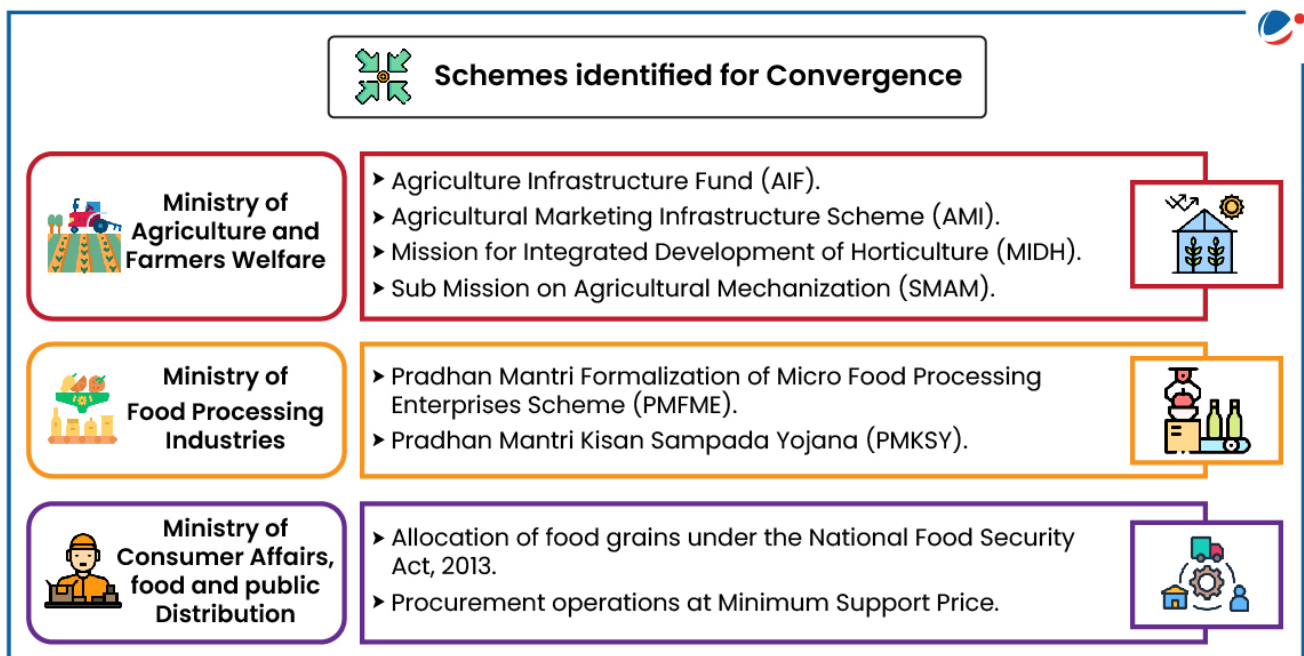 Schemes identified for Convergence
Ministry of
Agriculture and
Farmers Welfare
➤ Agriculture Infrastructure Fund (AIF).
➤ Agricultural Marketing Infrastructure Scheme (AMI).
➤ Mission for Integrated Development of Horticulture (MIDH).
➤ Sub Mission on Agricultural Mechanization (SMAM).
Ministry of
Food Processing
Industries
➤ Pradhan Mantri Formalization of Micro Food Processing
Enterprises Scheme (PMFME).
➤ Pradhan Mantri Kisan Sampada Yojana (PMKSY).
Ministry of
Consumer Affairs,
food and public
Distribution
➤ Allocation of food grains under the National Food Security
Act, 2013.
➤ Procurement operations at Minimum Support Price.